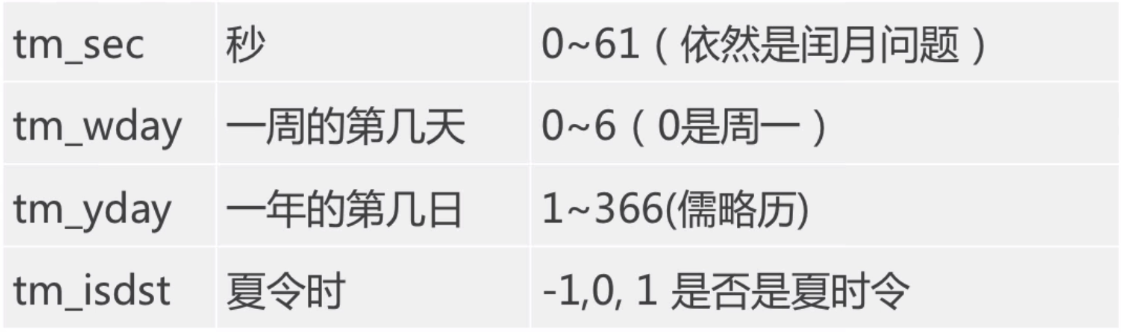 tm_sec 秒 0~61（依然是闰月问题）
tm_wday 一周的第几天 0~6（0是周一）
tm_yday 一年的第几日 1~366(儒略历)
tm_isdst 夏令时 -1,0, 1 是否是夏时令